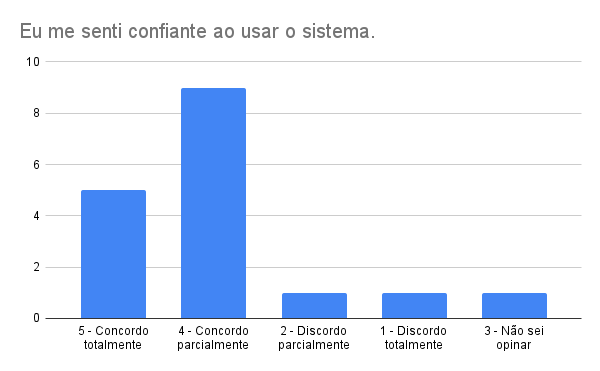 Eu me senti confiante ao usar o sistema.
10
8
6
4
2
0
5 - Concordo
totalmente
4 - Concordo
parcialmente
2 - Discordo
parcialmente
1 - Discordo
totalmente
3 - Não sei
opinar